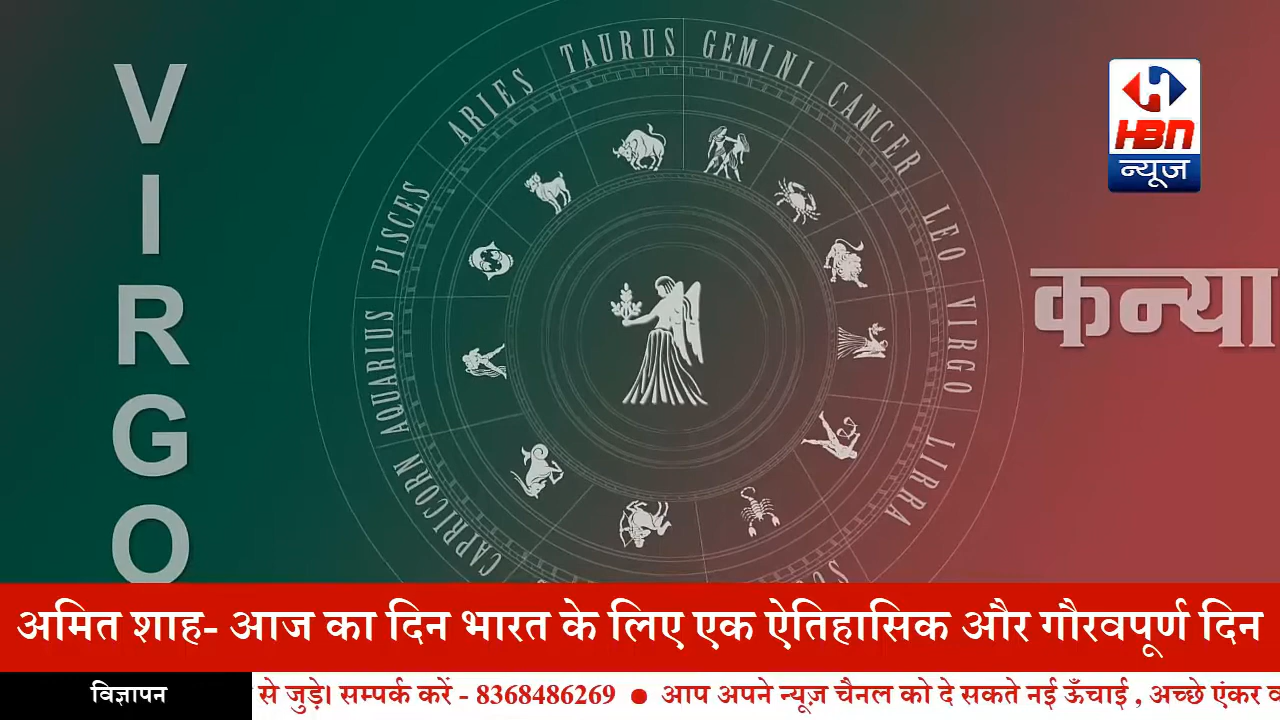 VIRGO
ARIES
TAURUS
GEMINI
CANCER
LEO
VIRGO
LIRRA
CAPRICORN
AQUARIUS
PISCES
HBN
न्यूज
कन्या
अमित शाह- आज का दिन भारत के लिए एक ऐतिहासिक और गौरवपूर्ण दिन
विज्ञापन
से जुड़े। सम्पर्क करें - 8368486269 ● आप अपने न्यूज़ चैनल को दे सकते नई ऊँचाई , अच्छे एंकर